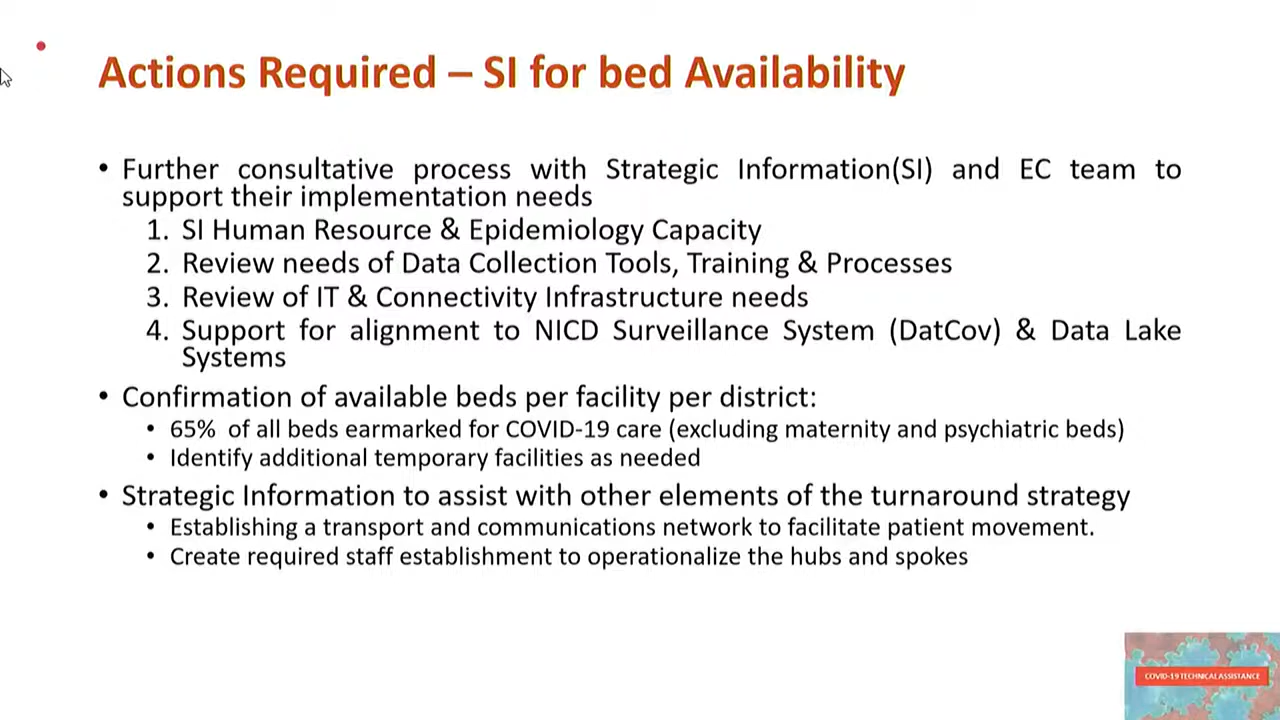 Actions Required – SI for bed Availability
• Further consultative process with Strategic Information(SI) and EC team to
support their implementation needs
1. SI Human Resource & Epidemiology Capacity
2. Review needs of Data Collection Tools, Training & Processes
3. Review of IT & Connectivity Infrastructure needs
4. Support for alignment to NICD Surveillance System (DatCov) & Data Lake
Systems
• Confirmation of available beds per facility per district:
• 65% of all beds earmarked for COVID-19 care (excluding maternity and psychiatric beds)
• Identify additional temporary facilities as needed
• Strategic Information to assist with other elements of the turnaround strategy
• Establishing a transport and communications network to facilitate patient movement.
• Create required staff establishment to operationalize the hubs and spokes
COVID-19 TECHNICAL ASSISTANCE